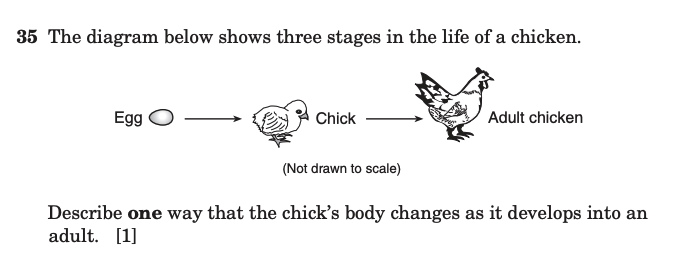 35 The diagram below shows three stages in the life of a chicken.
Egg Chick Adult chicken
(Not drawn to scale)
Describe one way that the chick's body changes as it develops into an
adult. [1]